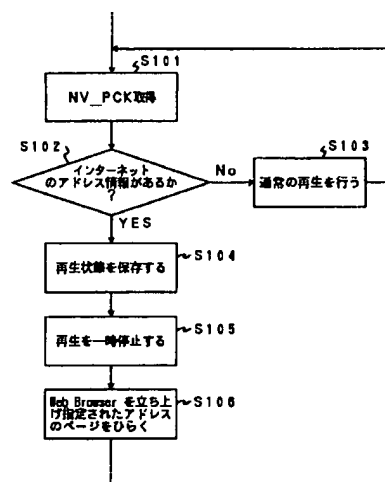 S101
NV_PCK取得
S102
インターネット
のアドレス情報があるか
?
No
S103
通常の再生を行う
YES
再生状態を保存する
S104
再生を一時停止する
S105
Web Browser を立ち上
げ指定されたアドレス
のページをひらく
S106